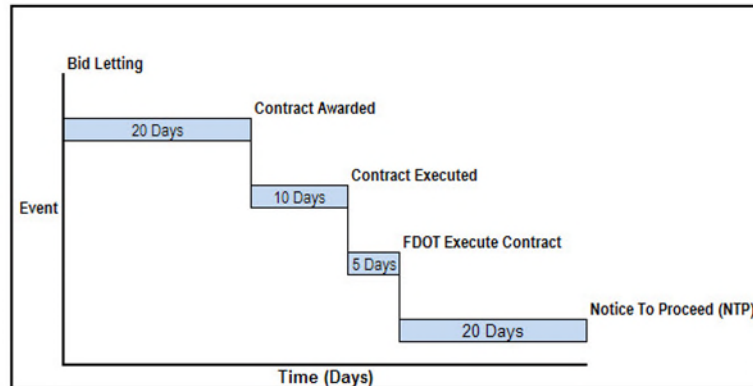 Bid Letting
Contract Awarded
20 Days
Contract Executed
10 Days
Event
FDOT Execute Contract
5 Days
Notice To Proceed (NTP)
20 Days
Time (Days)